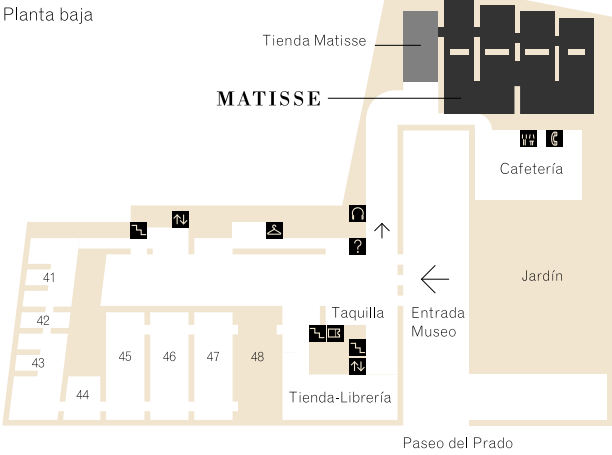 Planta baja
Tienda Matisse
MATISSE
Cafetería
?
41
Jardín
42
Taquilla
Entrada
Museo
43
45
46
47
48
44
Tienda-Librería
Paseo del Prado